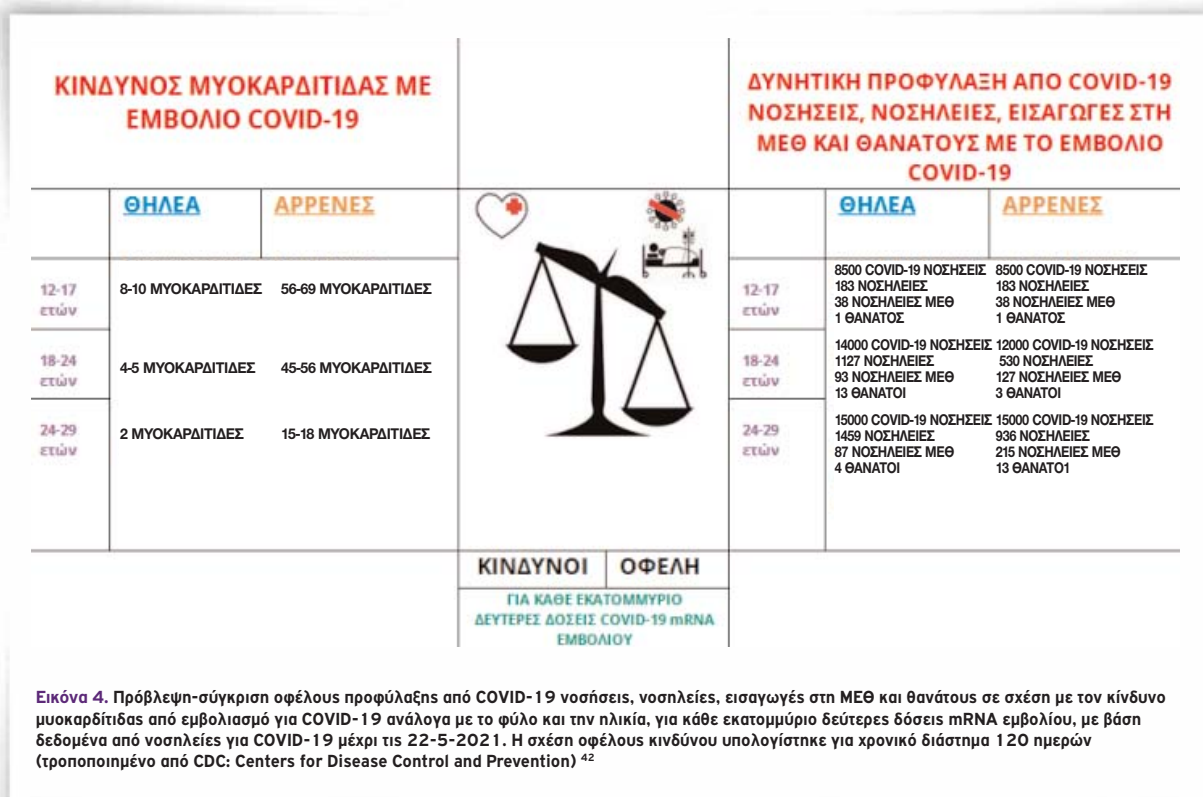 ΚΙΝΔΥΝΟΣ ΜΥΟΚΑΡΔΙΤΙΔΑΣ ΜΕ
ΕΜΒΟΛΙΟ COVID-19
ΔΥΝΗΤΙΚΗ ΠΡΟΦΥΛΑΞΗ ΑΠΟ COVID-19
ΝΟΣΗΣΕΙΣ, ΝΟΣΗΛΕΙΕΣ, ΕΙΣΑΓΩΓΕΣ ΣΤΗ
ΜΕΘ ΚΑΙ ΘΑΝΑΤΟΥΣ ΜΕ ΤΟ ΕΜΒΟΛΙΟ
COVID-19
ΘΗΛΕΑ ΑΡΡΕΝΕΣ
ΘΗΛΕΑ ΑΡΡΕΝΕΣ
12-17
ετών
8-10 ΜΥΟΚΑΡΔΙΤΙΔΕΣ 56-69 ΜΥΟΚΑΡΔΙΤΙΔΕΣ
18-24
ετών
4-5 ΜΥΟΚΑΡΔΙΤΙΔΕΣ 45-56 ΜΥΟΚΑΡΔΙΤΙΔΕΣ
24-29
ετών
2 ΜΥΟΚΑΡΔΙΤΙΔΕΣ 15-18 ΜΥΟΚΑΡΔΙΤΙΔΕΣ
12-17
ετών
8500 COVID-19 ΝΟΣΗΣΕΙΣ 8500 COVID-19 ΝΟΣΗΣΕΙΣ
183 ΝΟΣΗΛΕΙΕΣ 183 ΝΟΣΗΛΕΙΕΣ
38 ΝΟΣΗΛΕΙΕΣ ΜΕΘ 38 ΝΟΣΗΛΕΙΕΣ ΜΕΘ
1 ΘΑΝΑΤΟΣ 1 ΘΑΝΑΤΟΣ
18-24
ετών
14000 COVID-19 ΝΟΣΗΣΕΙΣ 12000 COVID-19 ΝΟΣΗΣΕΙΣ
1127 ΝΟΣΗΛΕΙΕΣ 530 ΝΟΣΗΛΕΙΕΣ
93 ΝΟΣΗΛΕΙΕΣ ΜΕΘ 127 ΝΟΣΗΛΕΙΕΣ ΜΕΘ
13 ΘΑΝΑΤΟΙ 3 ΘΑΝΑΤΟΙ
24-29
ετών
15000 COVID-19 ΝΟΣΗΣΕΙΣ 15000 COVID-19 ΝΟΣΗΣΕΙΣ
1459 ΝΟΣΗΛΕΙΕΣ 936 ΝΟΣΗΛΕΙΕΣ
87 ΝΟΣΗΛΕΙΕΣ ΜΕΘ 215 ΝΟΣΗΛΕΙΕΣ ΜΕΘ
4 ΘΑΝΑΤΟΙ 13 ΘΑΝΑΤΟ1
ΚΙΝΔΥΝΟΙ ΟΦΕΛΗ
ΓΙΑ ΚΑΘΕ ΕΚΑΤΟΜΜΥΡΙΟ
ΔΕΥΤΕΡΕΣ ΔΟΣΕΙΣ COVID-19 mRNA
ΕΜΒΟΛΙΟΥ
Εικόνα 4. Πρόβλεψη-σύγκριση οφέλους προφύλαξης από COVID-19 νοσήσεις, νοσηλείες, εισαγωγές στη ΜΕΘ και θανάτους σε σχέση με τον κίνδυνο
μυοκαρδίτιδας από εμβολιασμό για COVID-19 ανάλογα με το φύλο και την ηλικία, για κάθε εκατομμύριο δεύτερες δόσεις mRNA εμβολίου, με βάση
δεδομένα από νοσηλείες για COVID-19 μέχρι τις 22-5-2021. Η σχέση οφέλους κινδύνου υπολογίστηκε για χρονικό διάστημα 120 ημερών
(τροποποιημένο από CDC: Centers for Disease Control and Prevention) 42